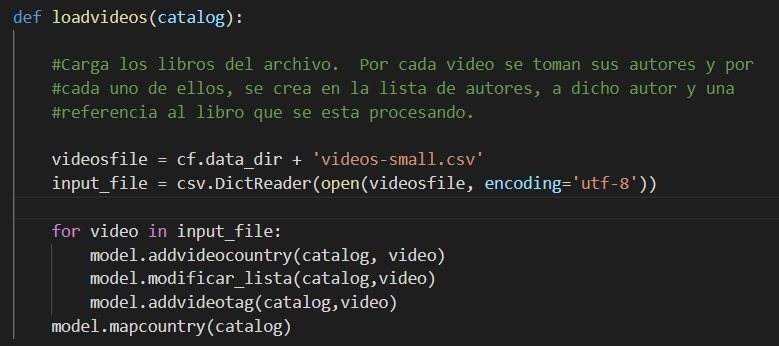 def loadvideos(catalog):
#Carga los libros del archivo.  Por cada video se toman sus autores y por
#cada uno de ellos, se crea en la lista de autores, a dicho autor y una
#referencia al libro que se esta procesando.
videosfile = cf.data_dir + 'videos-small.csv'
input_file = csv.DictReader(open(videosfile, encoding='utf-8'))
for video in input_file:
model.addvideocountry(catalog, video)
model.modificar_lista(catalog,video)
model.addvideotag(catalog,video)
model.mapcountry(catalog)